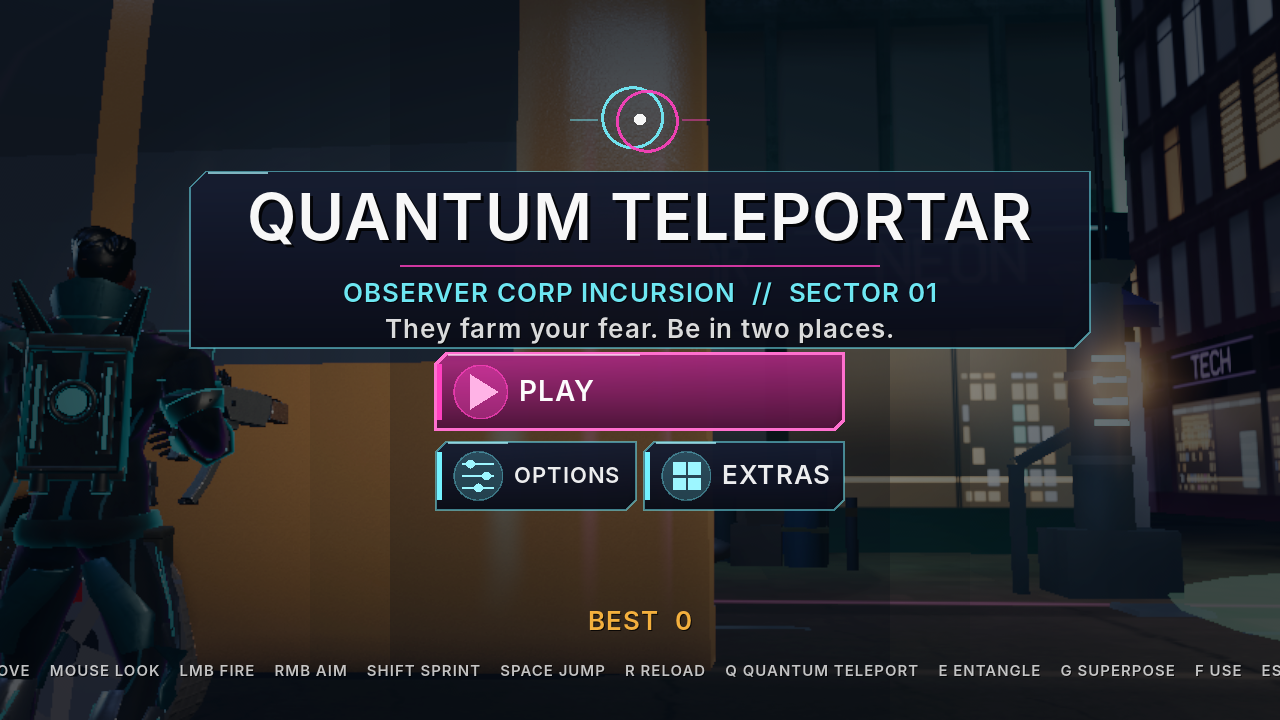 QUANTUM TELEPORTAR
NEON
OBSERVER CORP INCURSION // SECTOR 01
They farm your fear. Be in two places.
TECH
PLAY
OPTIONS
EXTRAS
BEST 0
OVE MOUSE LOOK LMB FIRE RMB AIM SHIFT SPRINT SPACE JUMP R RELOAD Q QUANTUM TELEPORT E ENTANGLE G SUPERPOSE F USE ES